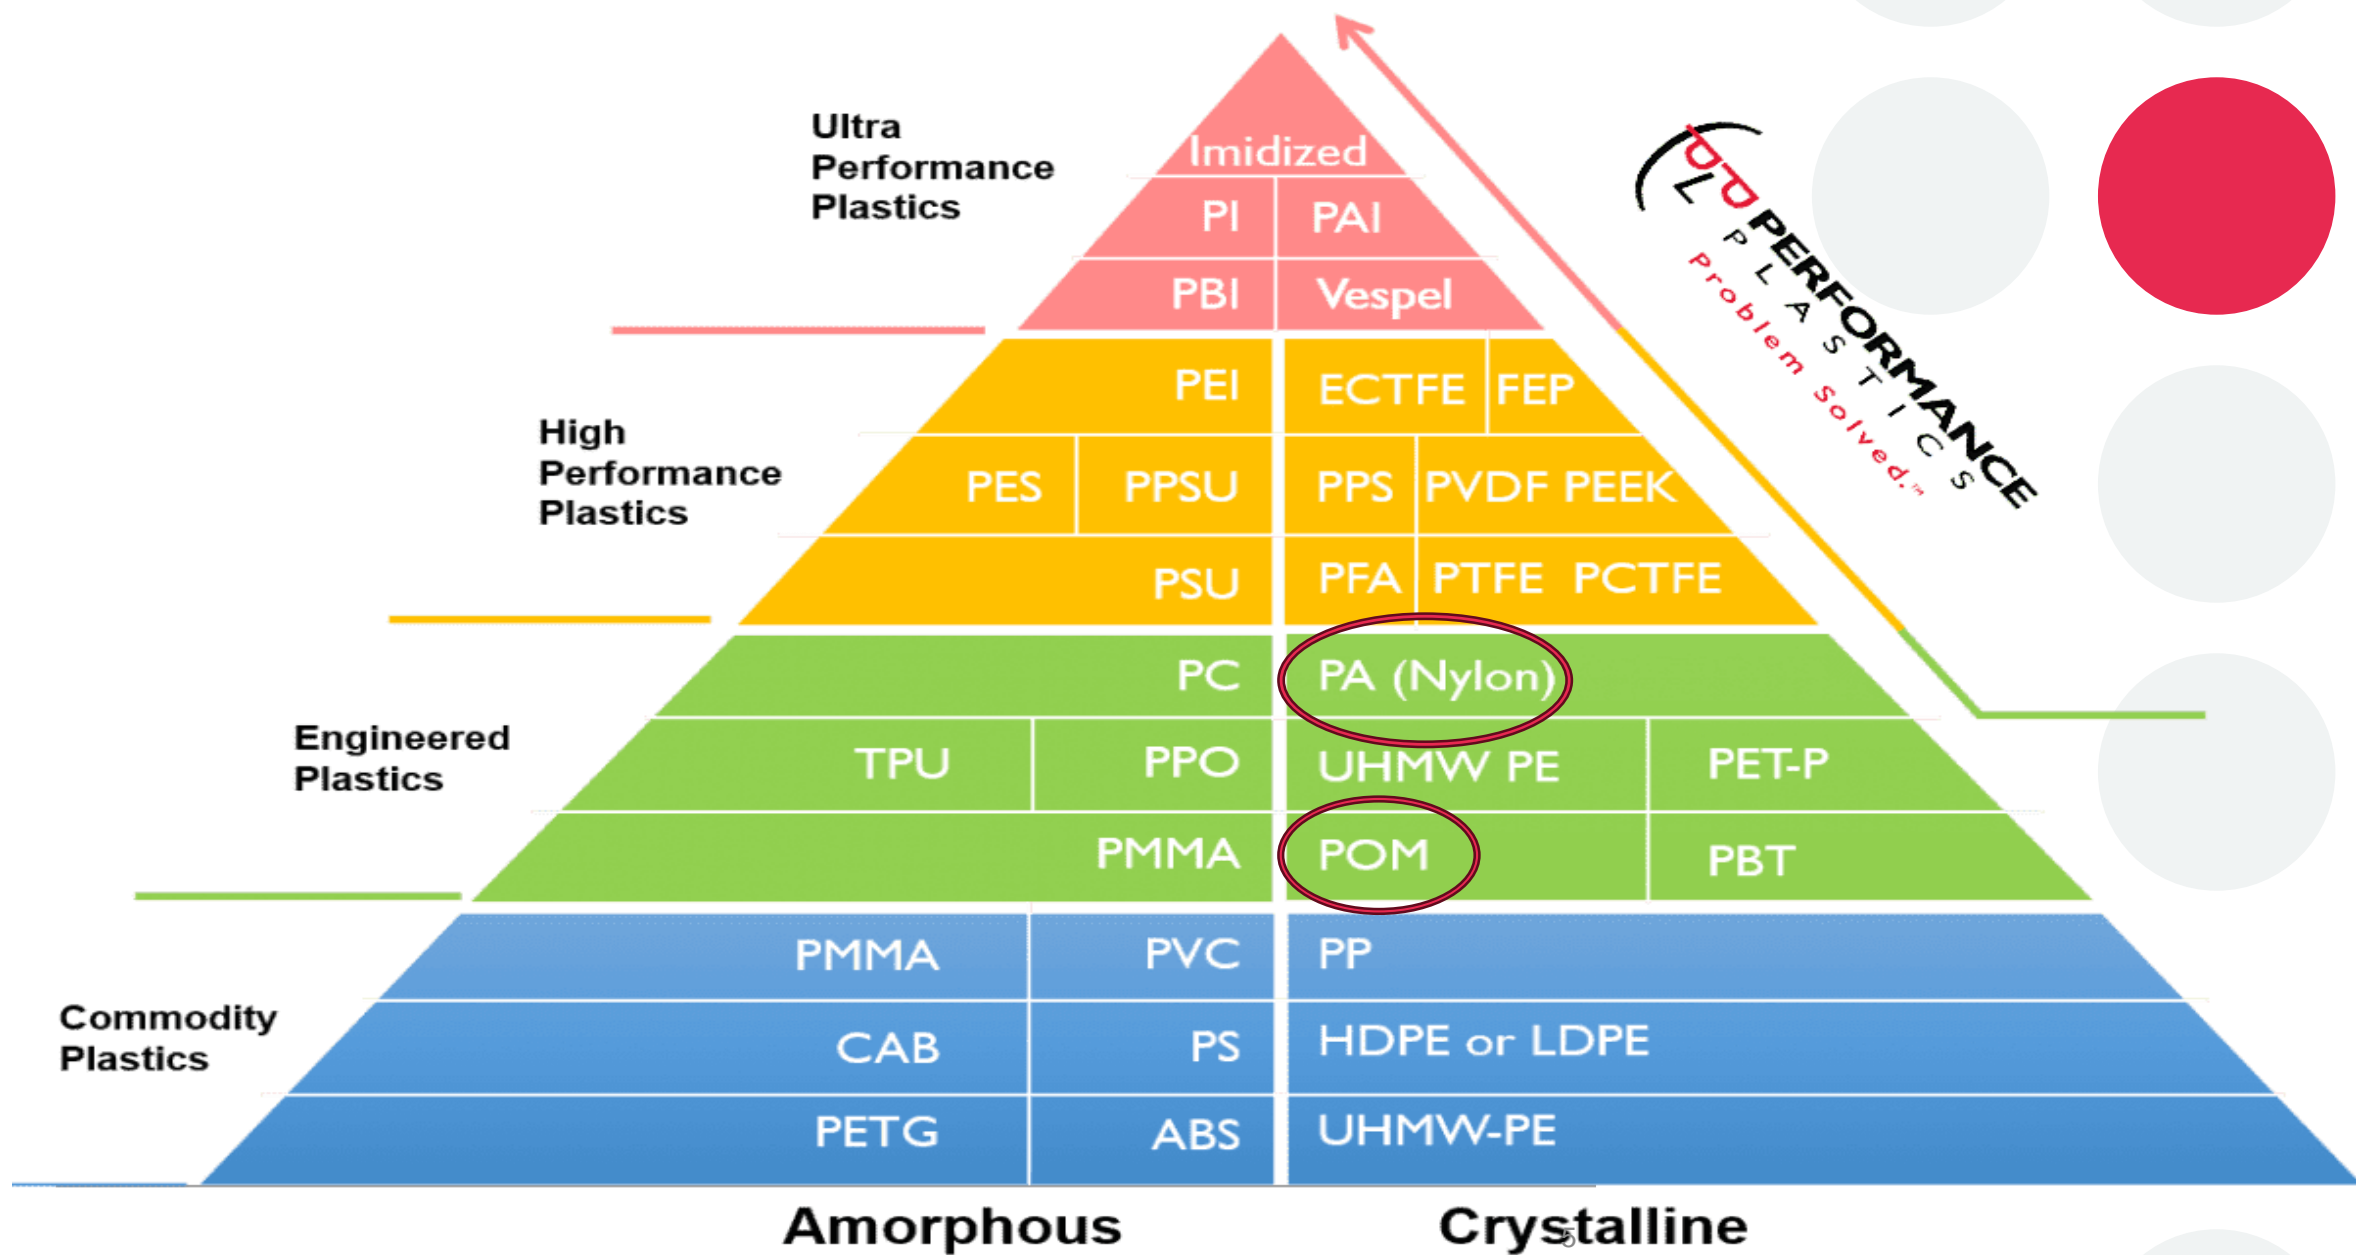 Ultra
Performance
Plastics
Imidized
PI PAI
PBI Vespel
PPP PERFORMANCE
PLASTICS
Problem Solved.™
High
Performance
Plastics
PEI ECTFE FEP
PES PPSU PPS PVDF PEEK
PSU PFA PTFE PCTFE
Engineered
Plastics
PC PA (Nylon)
TPU PPO UHMW PE PET-P
PMMA POM PBT
Commodity
Plastics
PMMA PVC PP
CAB PS HDPE or LDPE
PETG ABS UHMW-PE
Amorphous Crystalline
5